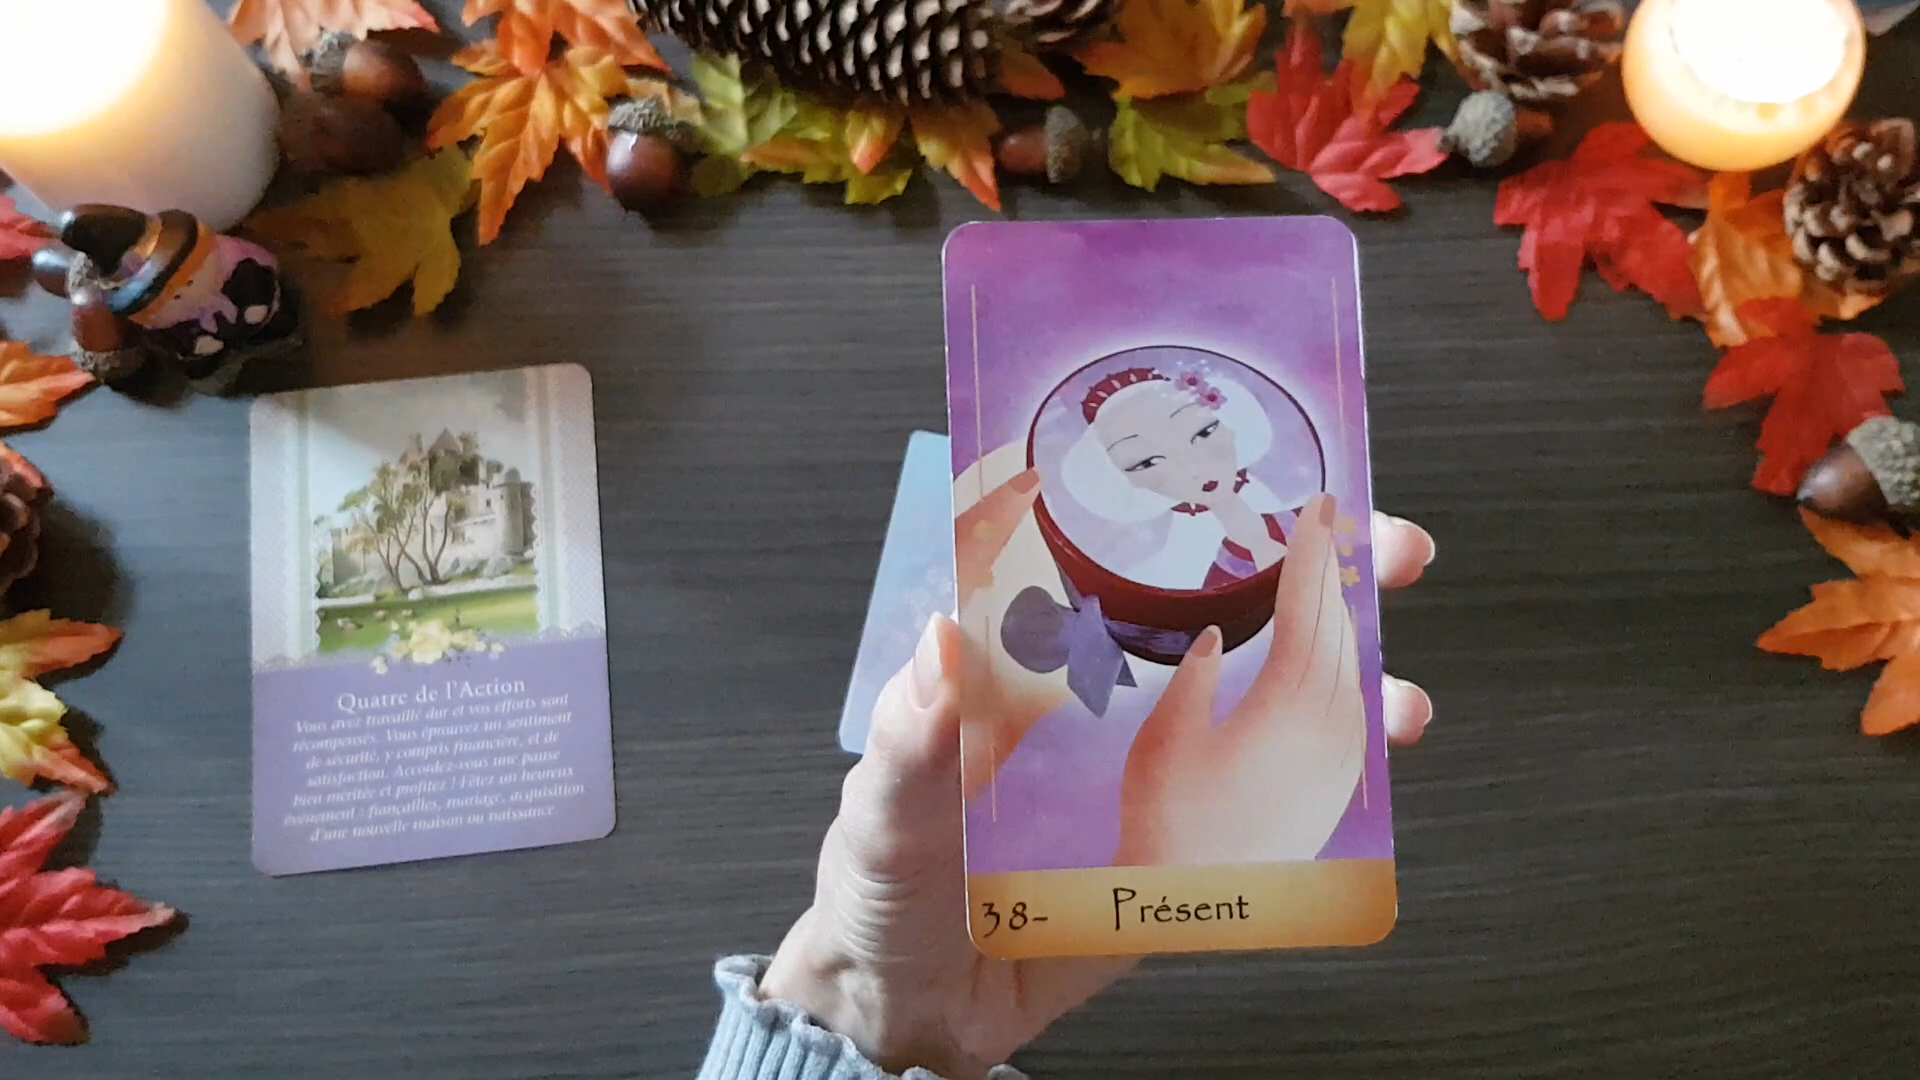 Quatre de l'Action
Vous avez travaillé dur et vos efforts sont
récompensés. Vous éprouvez un sentiment
de sécurité, y compris financière, et de
satisfaction. Accordez-vous une pause
bien méritée et profitez ! Fêtez un heureux
événement : fiançailles, mariage, acquisition
d'une nouvelle maison ou naissance.
38- Présent